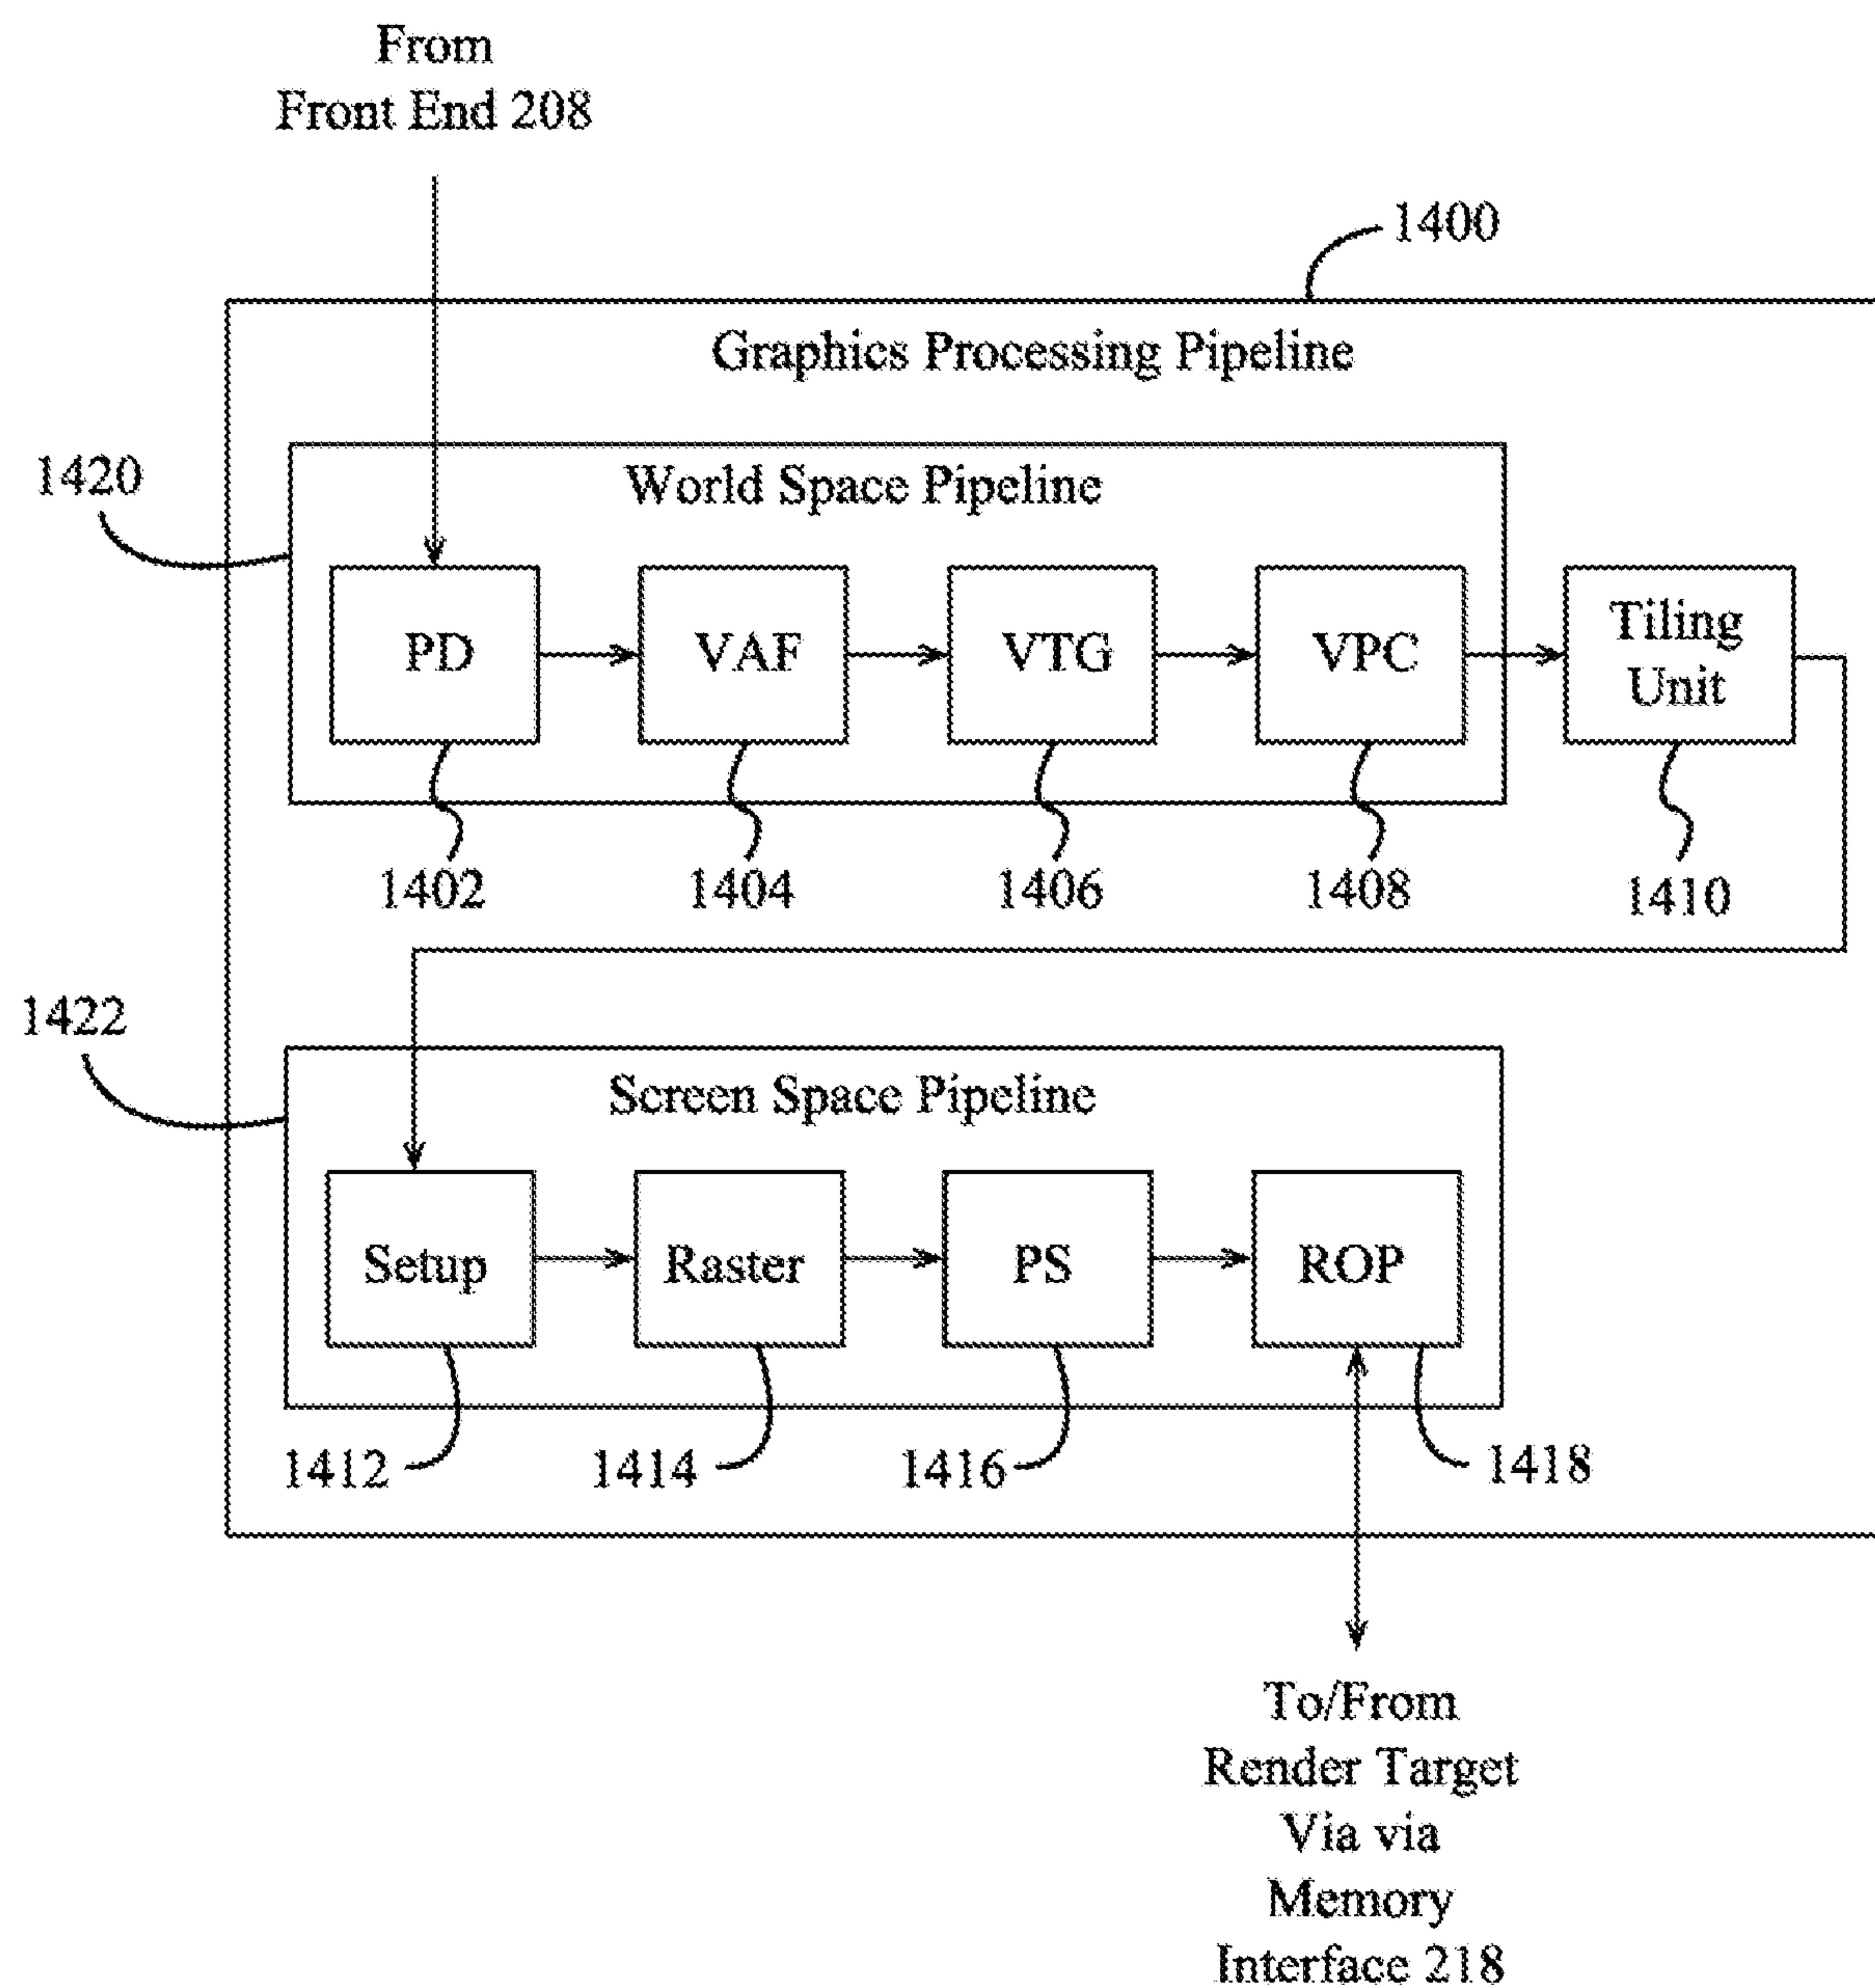 From
Front End 208
1400
Graphics Processing Pipeline
1420
World Space Pipeline
PD
VAF
VTG
VPC
Tiling
Unit
1402
1404
1406
1408
1410
1422
Screen Space Pipeline
Setup
Raster
PS
ROP
1412
1414
1416
1418
To/From
Render Target
Via via
Memory
Interface 218